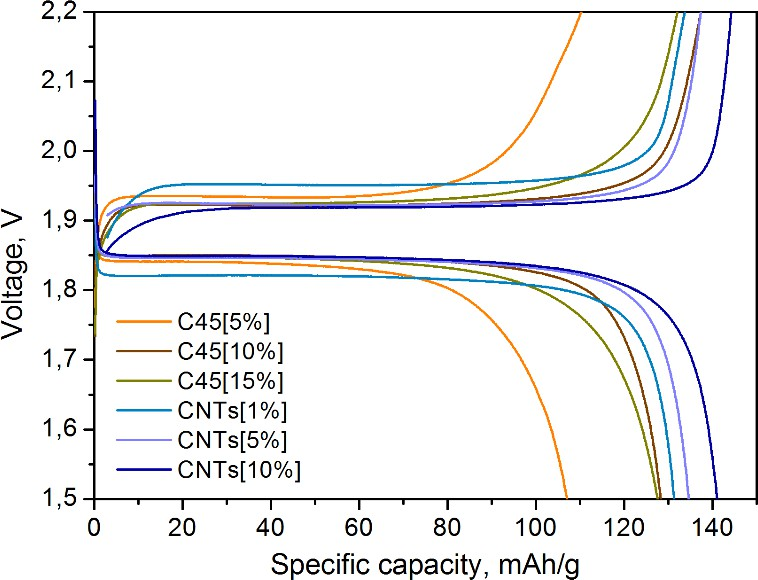 2,2
2,1
2,0
1,9
1,8
1,7
1,6
1,5
Voltage, V
C45[5%]
C45[10%]
C45[15%]
CNTs[1%]
CNTs[5%]
CNTs[10%]
0 20 40 60 80 100 120 140
Specific capacity, mAh/g